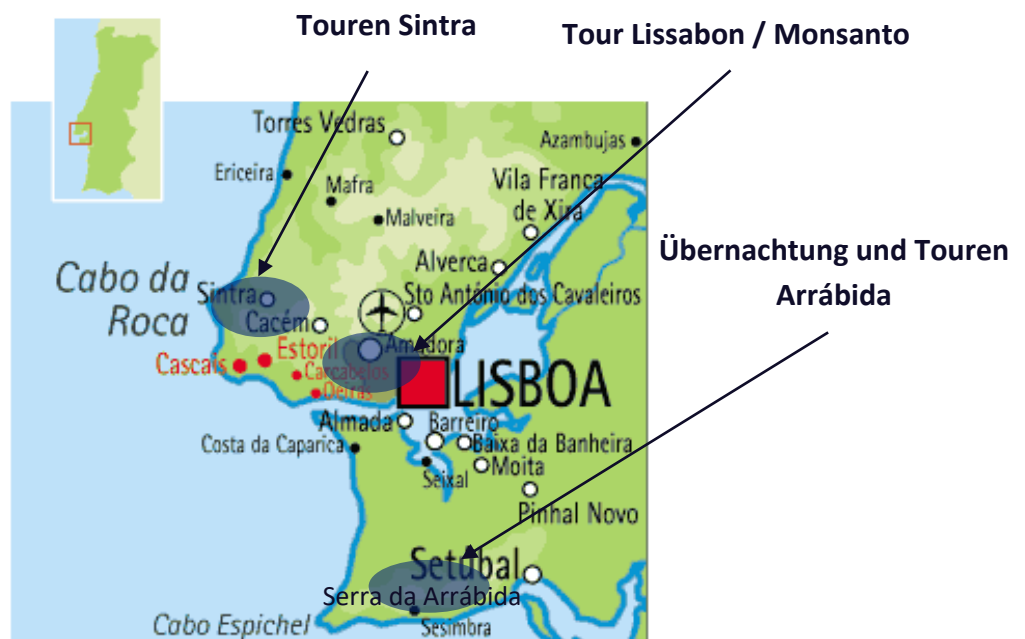 Touren Sintra
Tour Lissabon / Monsanto
Torres Vedras
Azambujas
Ericeira
Mafra
Vila Franca
de Xira
Malveira
Übernachtung und Touren
Arrábida
Alverca
Cabo da
Roca
Sintra
Sto António dos Cavaleiros
Cacém
Estoril
Amadora
Cascais
Carcabelos
Oeiras
LISBOA
Almada
Barreiro
Costa da Caparica
Baixa da Banheira
Moita
Seixal
Pinhal Novo
Setúbal
Serra da Arrábida
Cabo Espichel
Sesimbra